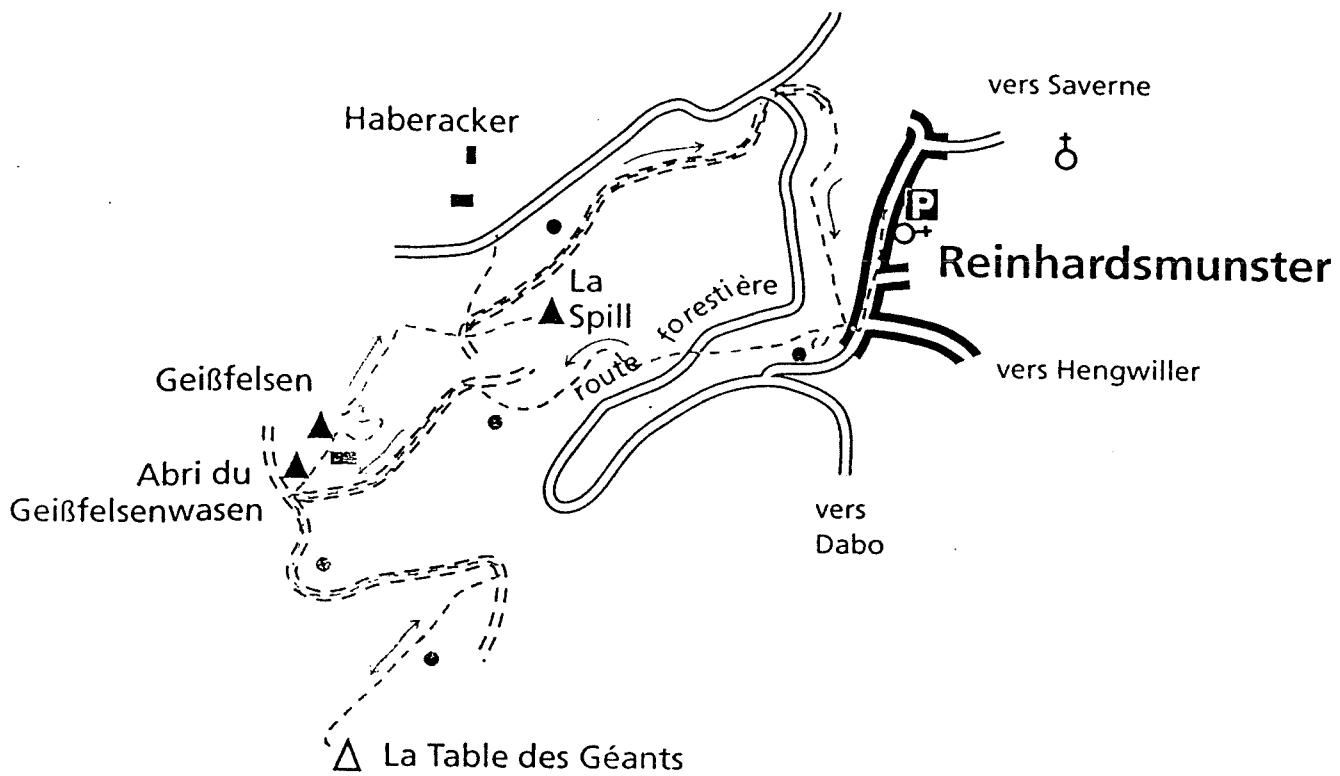 vers Saverne
Haberacker
P
Reinhardsmunster
La
Spill
route forestière
vers Hengwiller
Geißfelsen
Abri du
Geißfelsenwasen
vers
Dabo
La Table des Géants